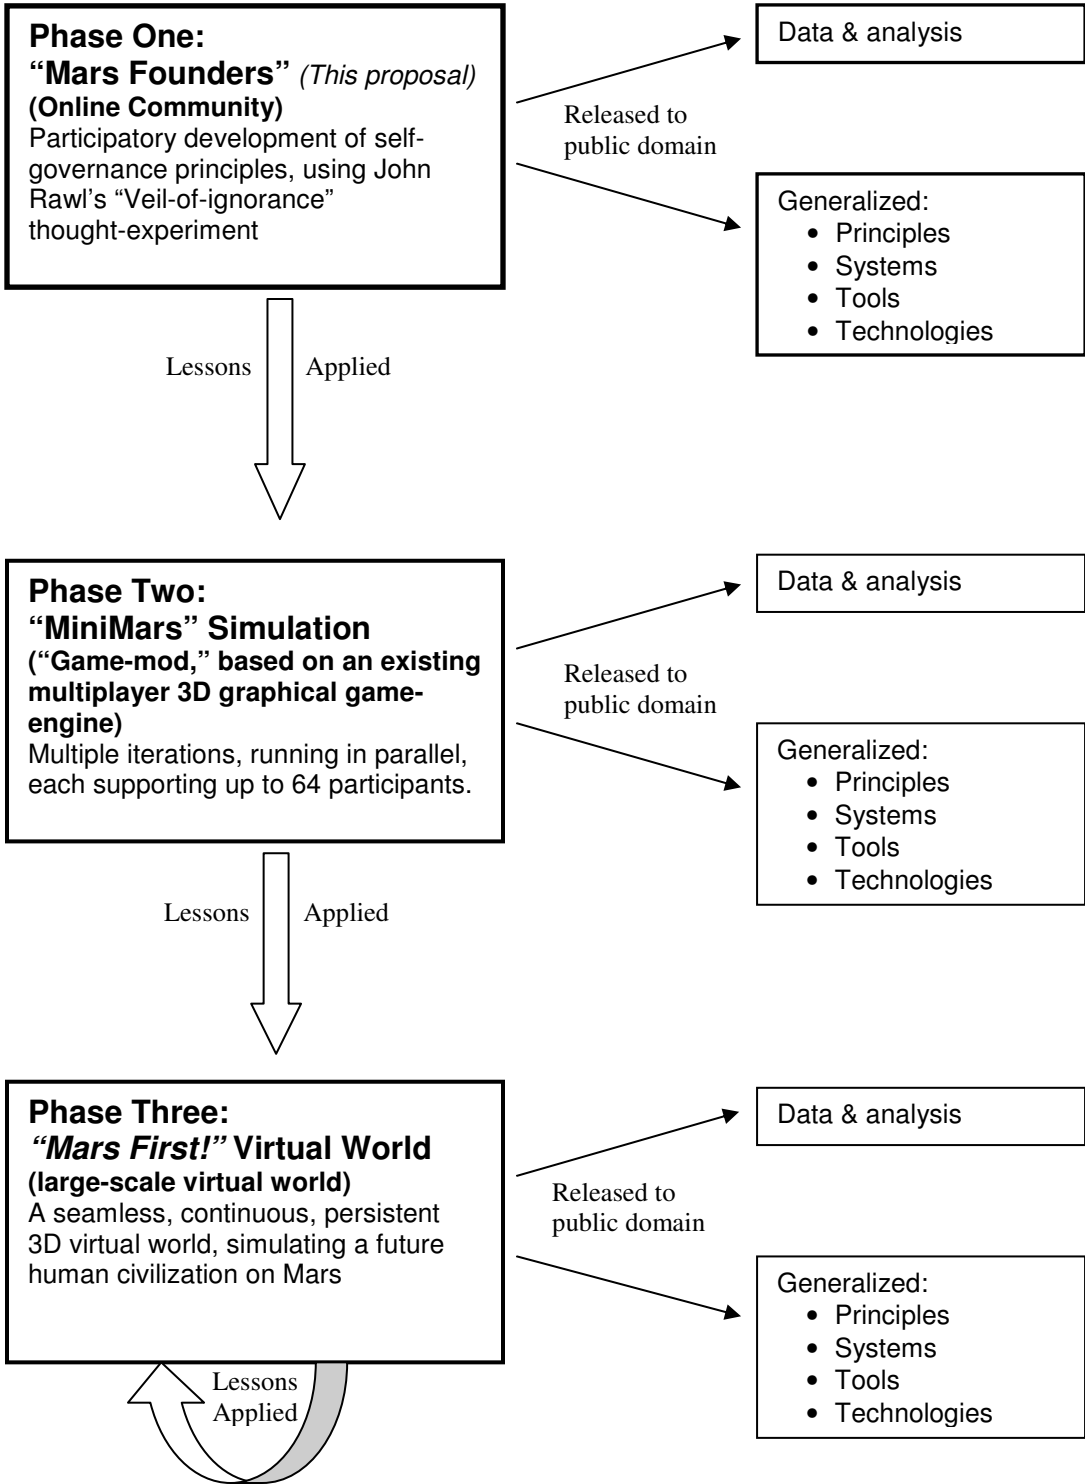 Phase One:
“Mars Founders” (This proposal)
(Online Community)
Participatory development of self-
governance principles, using John
Rawl’s “Veil-of-ignorance”
thought-experiment
Released to
public domain
Data & analysis
Generalized:
• Principles
• Systems
• Tools
• Technologies
Lessons Applied
Phase Two:
“MiniMars” Simulation
(“Game-mod,” based on an existing
multiplayer 3D graphical game-
engine)
Multiple iterations, running in parallel,
each supporting up to 64 participants.
Released to
public domain
Data & analysis
Generalized:
• Principles
• Systems
• Tools
• Technologies
Lessons Applied
Phase Three:
“Mars First!” Virtual World
(large-scale virtual world)
A seamless, continuous, persistent
3D virtual world, simulating a future
human civilization on Mars
Released to
public domain
Data & analysis
Generalized:
• Principles
• Systems
• Tools
• Technologies
Lessons
Applied